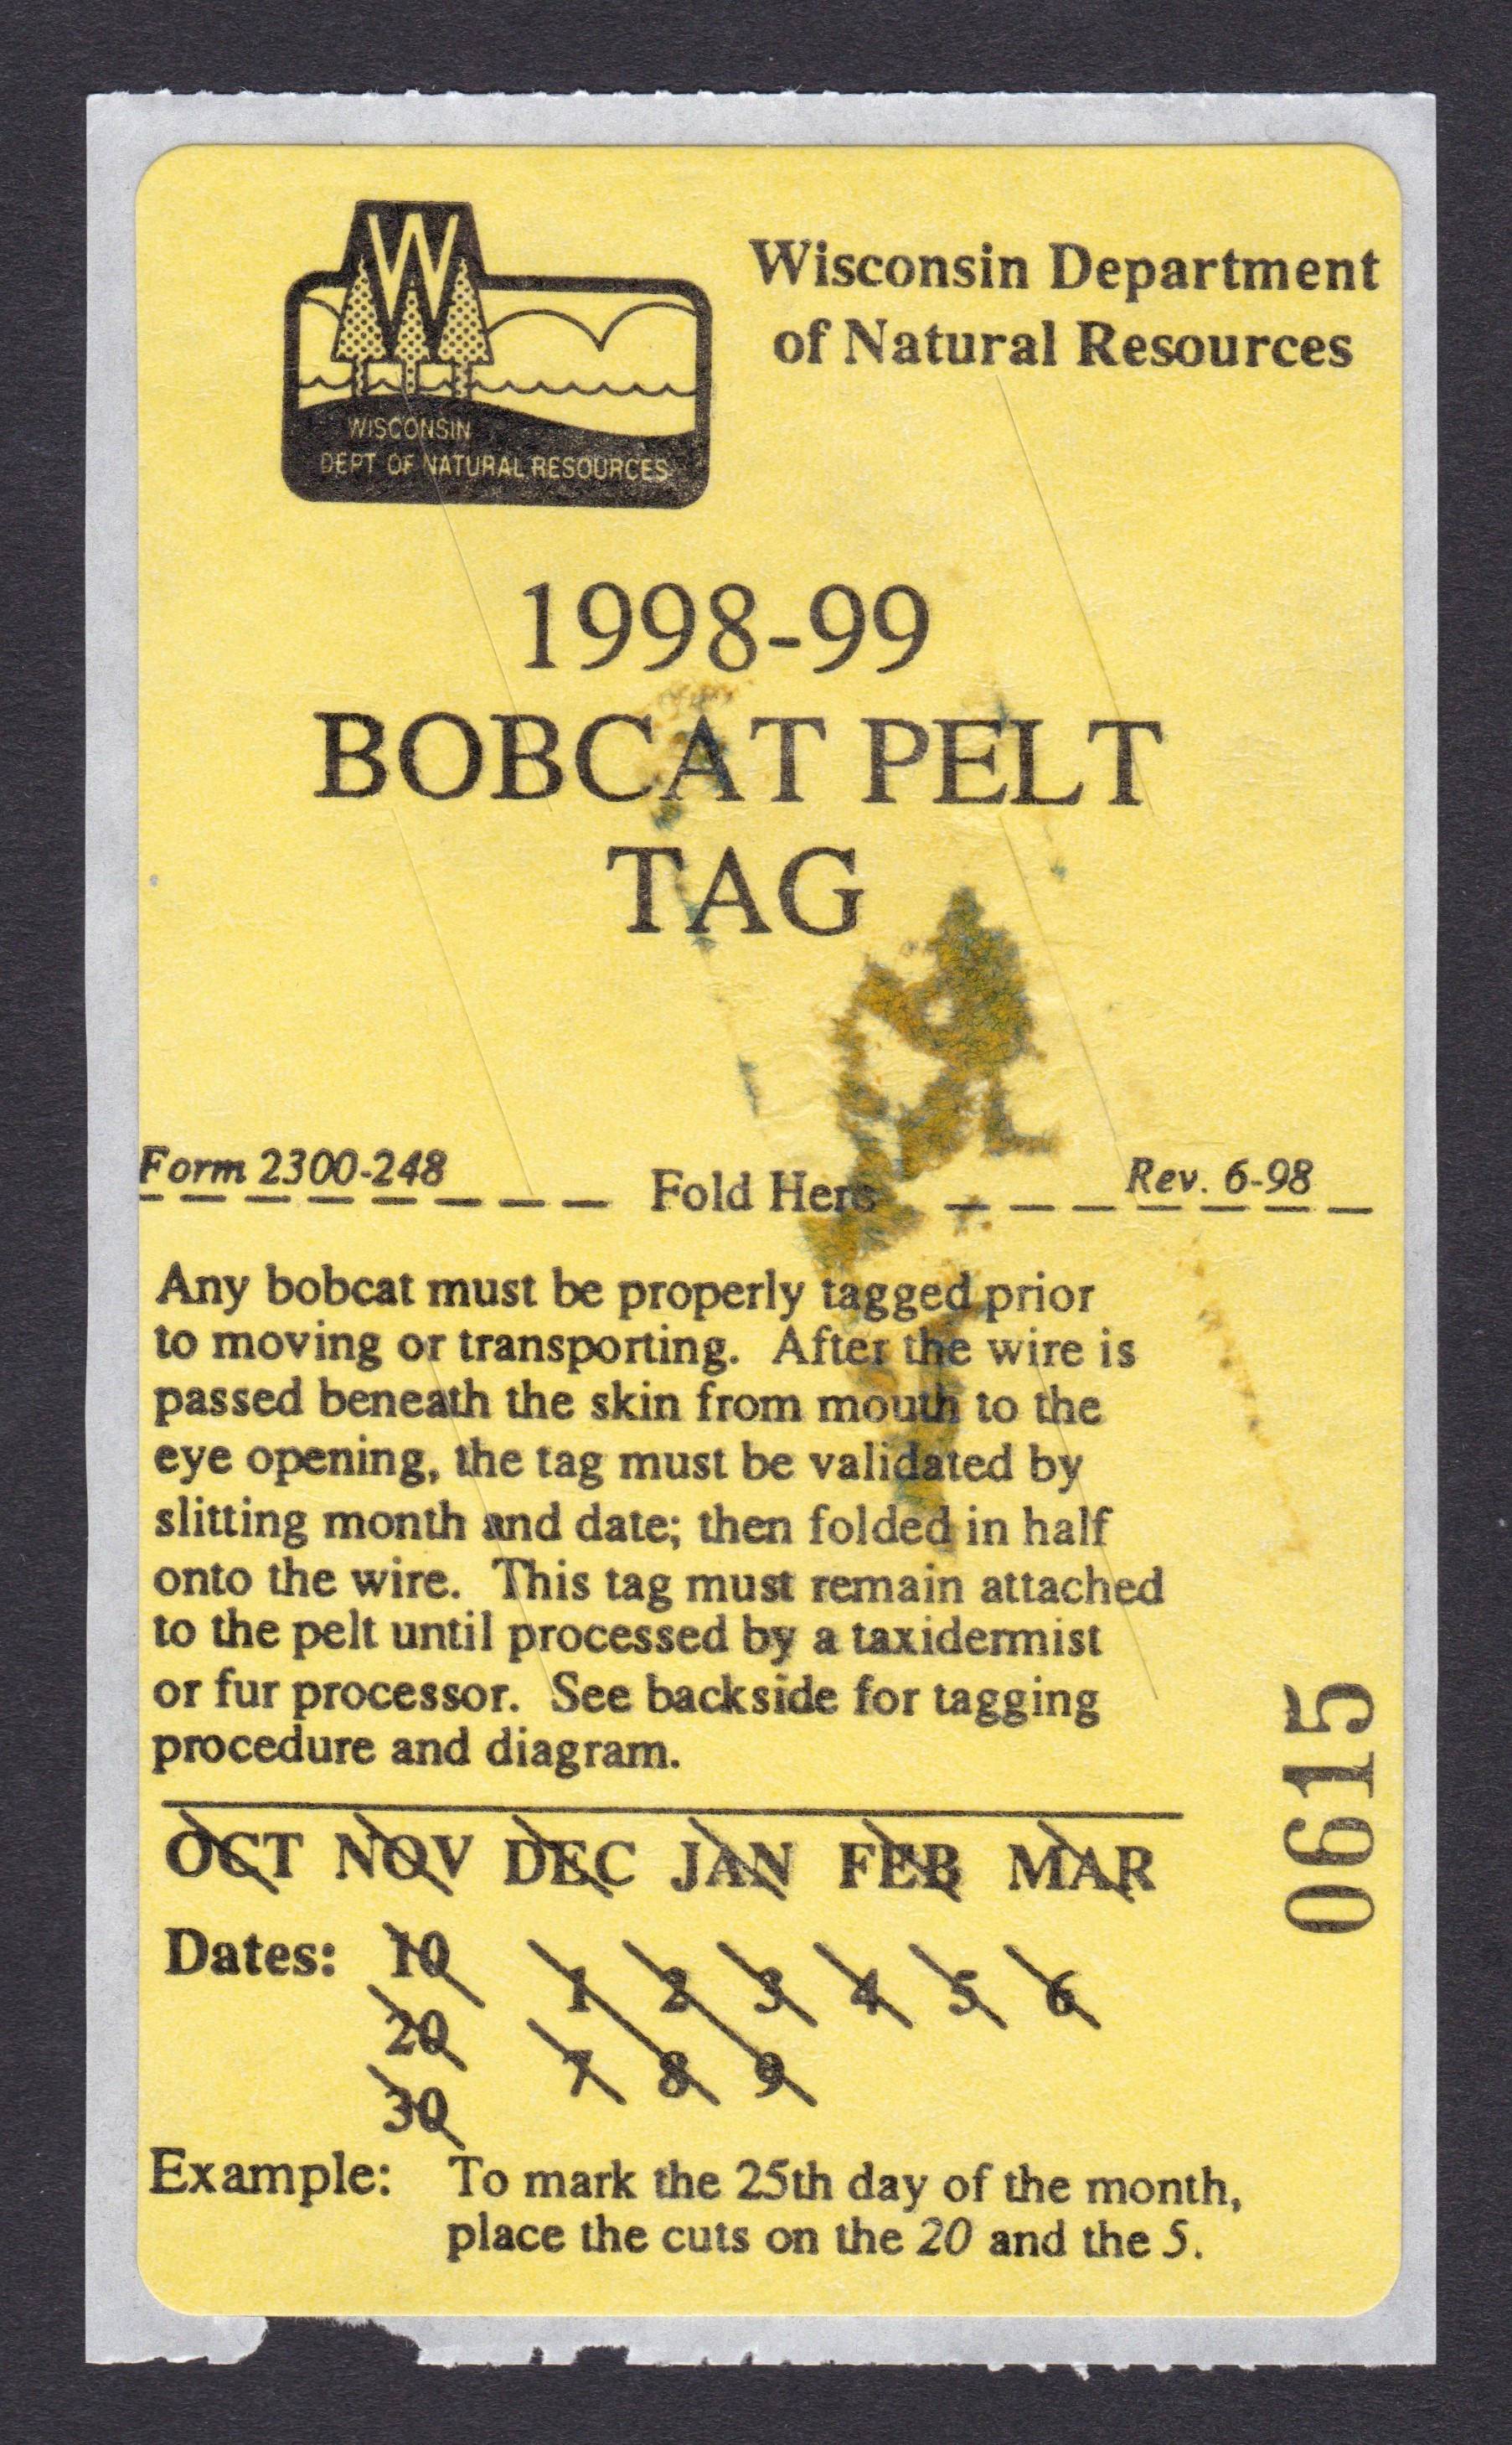 WISCONSIN
DEPT OF NATURAL RESOURCES
Wisconsin Department
of Natural Resources
1998-99
BOBCAT PELT
TAG
Form 2300-248
Fold Here
Rev. 6-98
Any bobcat must be properly tagged prior
to moving or transporting. After the wire is
passed beneath the skin from mouth to the
eye opening, the tag must be validated by
slitting month and date; then folded in half
onto the wire. This tag must remain attached
to the pelt until processed by a taxidermist
or fur processor. See backside for tagging
procedure and diagram.
0615
OCT NOV DEC JAN FEB MAR
Dates: 10 1 2 3 4 5 6
20 7 8 9
30
Example: To mark the 25th day of the month,
place the cuts on the 20 and the 5.